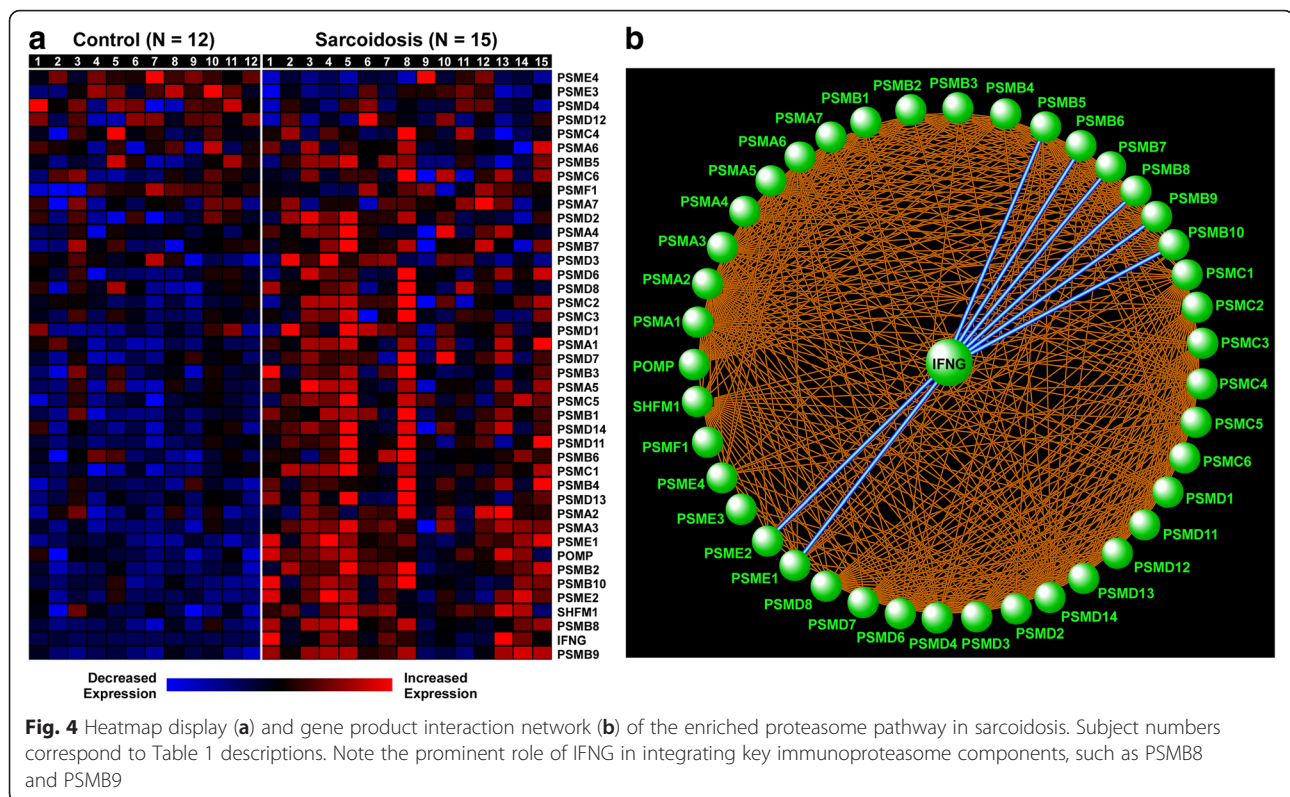 a
Control (N = 12)
Sarcoidosis (N = 15)
1 2 3 4 5 6 7 8 9 10 11 12
1 2 3 4 5 6 7 8 9 10 11 12 13 14 15
PSME4
PSME3
PSMD4
PSMD12
PSMC4
PSMA6
PSMB5
PSMC6
PSMF1
PSMA7
PSMD2
PSMA4
PSMB7
PSMD3
PSMD6
PSMD8
PSMC2
PSMC3
PSMD1
PSMA1
PSMD7
PSMB3
PSMA5
PSMC5
PSMB1
PSMD14
PSMD11
PSMB6
PSMC1
PSMB4
PSMD13
PSMA2
PSMA3
PSME1
POMP
PSMB2
PSMB10
PSME2
SHFM1
PSMB8
IFNG
PSMB9
Decreased
Expression
Increased
Expression
b
PSMB3
PSMB2
PSMB4
PSMB1
PSMB5
PSMA7
PSMB6
PSMA6
PSMB7
PSMA5
PSMB8
PSMA4
PSMB9
PSMA3
PSMB10
PSMA2
PSMC1
PSMA1
PSMC2
POMP
PSMC3
IFNG
SHFM1
PSMC4
PSMF1
PSMC5
PSME4
PSMC6
PSME3
PSMD1
PSME2
PSMD11
PSME1
PSMD12
PSMD8
PSMD13
PSMD7
PSMD14
PSMD6
PSMD2
PSMD4
PSMD3
Fig. 4 Heatmap display (a) and gene product interaction network (b) of the enriched proteasome pathway in sarcoidosis. Subject numbers
correspond to Table 1 descriptions. Note the prominent role of IFNG in integrating key immunoproteasome components, such as PSMB8
and PSMB9